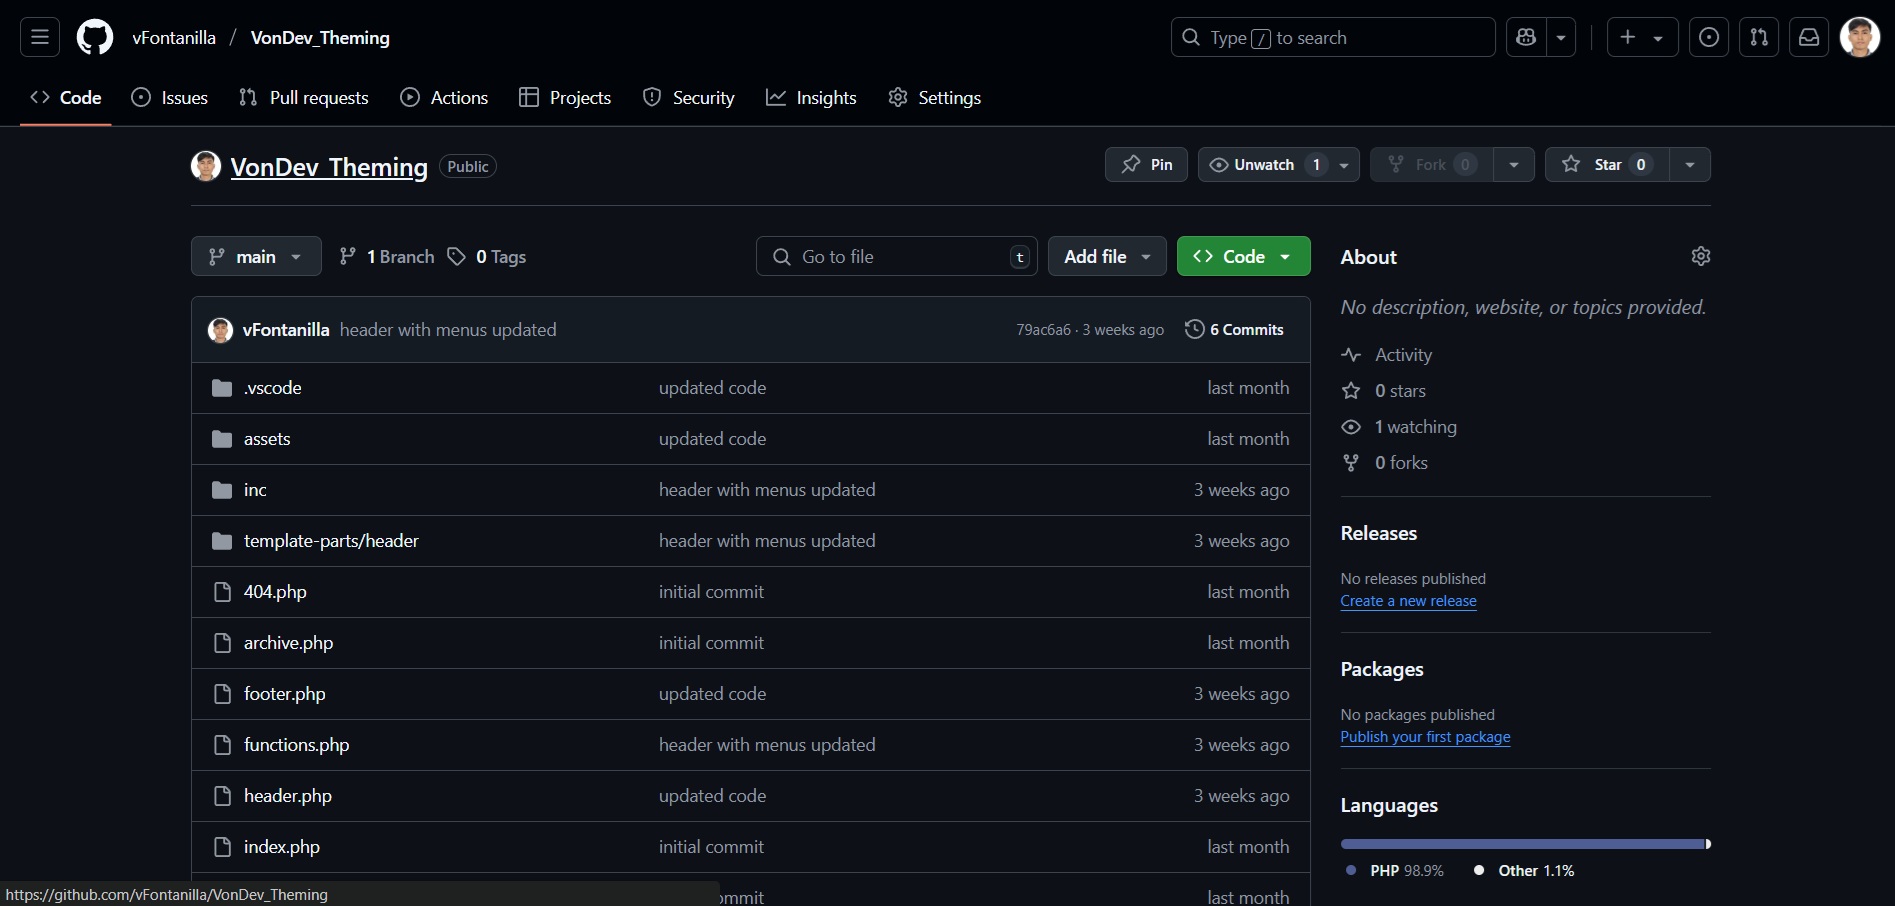 vFontanilla / VonDev_Theming
Type / to search
Code Issues Pull requests Actions Projects Security Insights Settings
VonDev_Theming Public
Pin
Unwatch 1
Fork 0
Star 0
main
1 Branch
0 Tags
Go to file t
Add file
Code
vFontanilla header with menus updated 79ac6a6 · 3 weeks ago 6 Commits
.vscode updated code last month
assets updated code last month
inc header with menus updated 3 weeks ago
template-parts/header header with menus updated 3 weeks ago
404.php initial commit last month
archive.php initial commit last month
footer.php updated code 3 weeks ago
functions.php header with menus updated 3 weeks ago
header.php updated code 3 weeks ago
index.php initial commit last month
last month
About
No description, website, or topics provided.
Activity
0 stars
1 watching
0 forks
Releases
No releases published
Create a new release
Packages
No packages published
Publish your first package
Languages
PHP 98.9% Other 1.1%
https://github.com/vFontanilla/VonDev_Theming